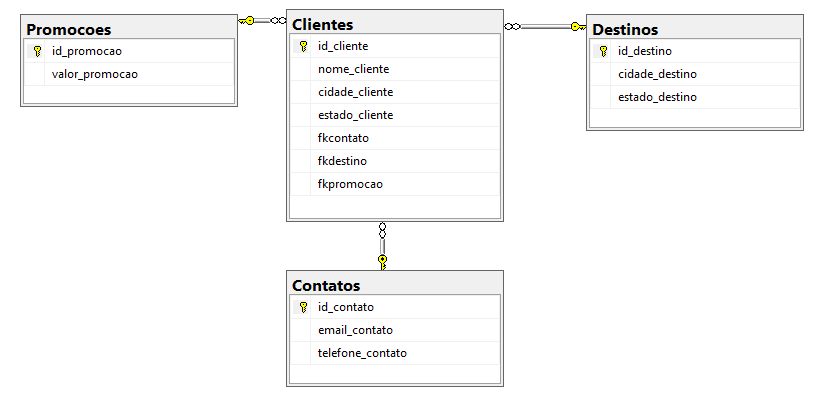 Promocoes
id_promocao
valor_promocao
Clientes
id_cliente
nome_cliente
cidade_cliente
estado_cliente
fkcontato
fkdestino
fkpromocao
Destinos
id_destino
cidade_destino
estado_destino
Contatos
id_contato
email_contato
telefone_contato